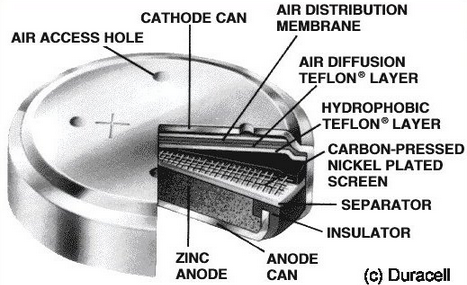 CATHODE CAN
AIR DISTRIBUTION
MEMBRANE
AIR ACCESS HOLE
AIR DIFFUSION
TEFLON® LAYER
HYDROPHOBIC
TEFLON® LAYER
CARBON-PRESSED
NICKEL PLATED
SCREEN
SEPARATOR
INSULATOR
ZINC
ANODE
ANODE
CAN
(c) Duracell